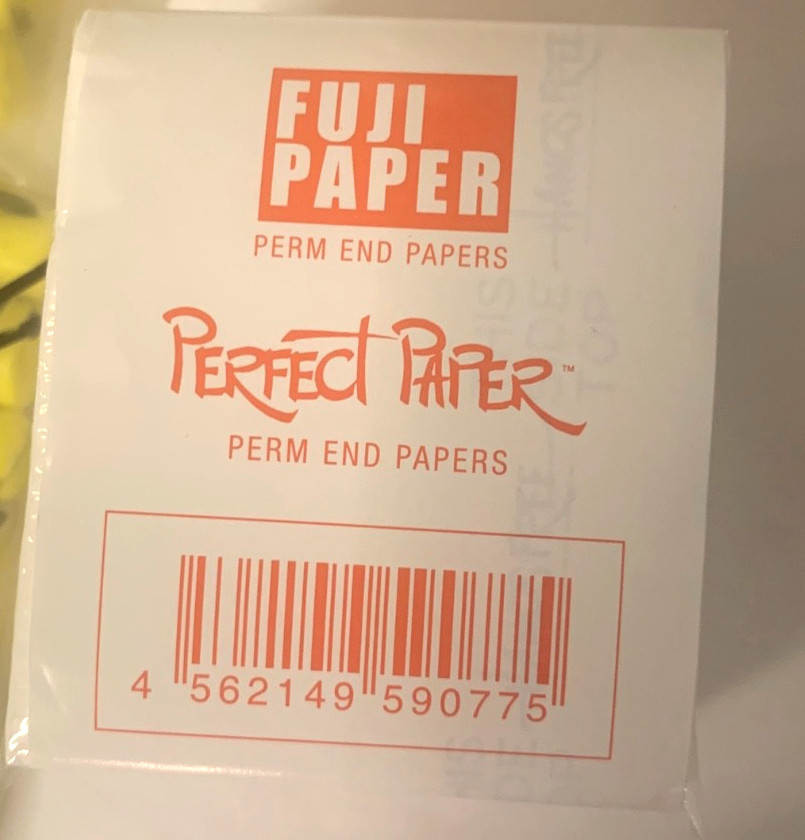 FUJI
PAPER
PERM END PAPERS
PERFECT PAPER™
PERM END PAPERS
4 562149 590775